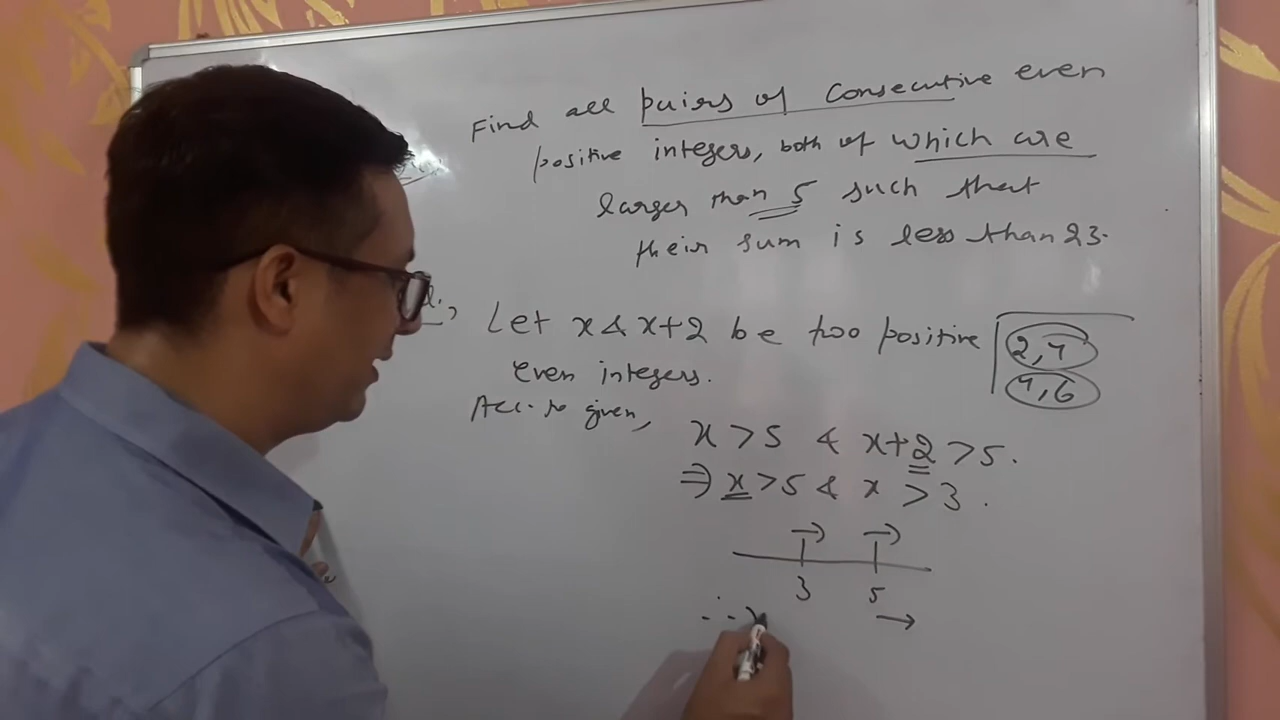 Find all pairs of consecutive even
positive integers, both of which are
larger than 5 such that
their sum is less than 23.
Let x & x+2 be two positive
even integers.
2, 4
4, 6
Acc. to given,
x > 5 & x+2 > 5.
⇒ x > 5 & x > 3.
3 5
∴